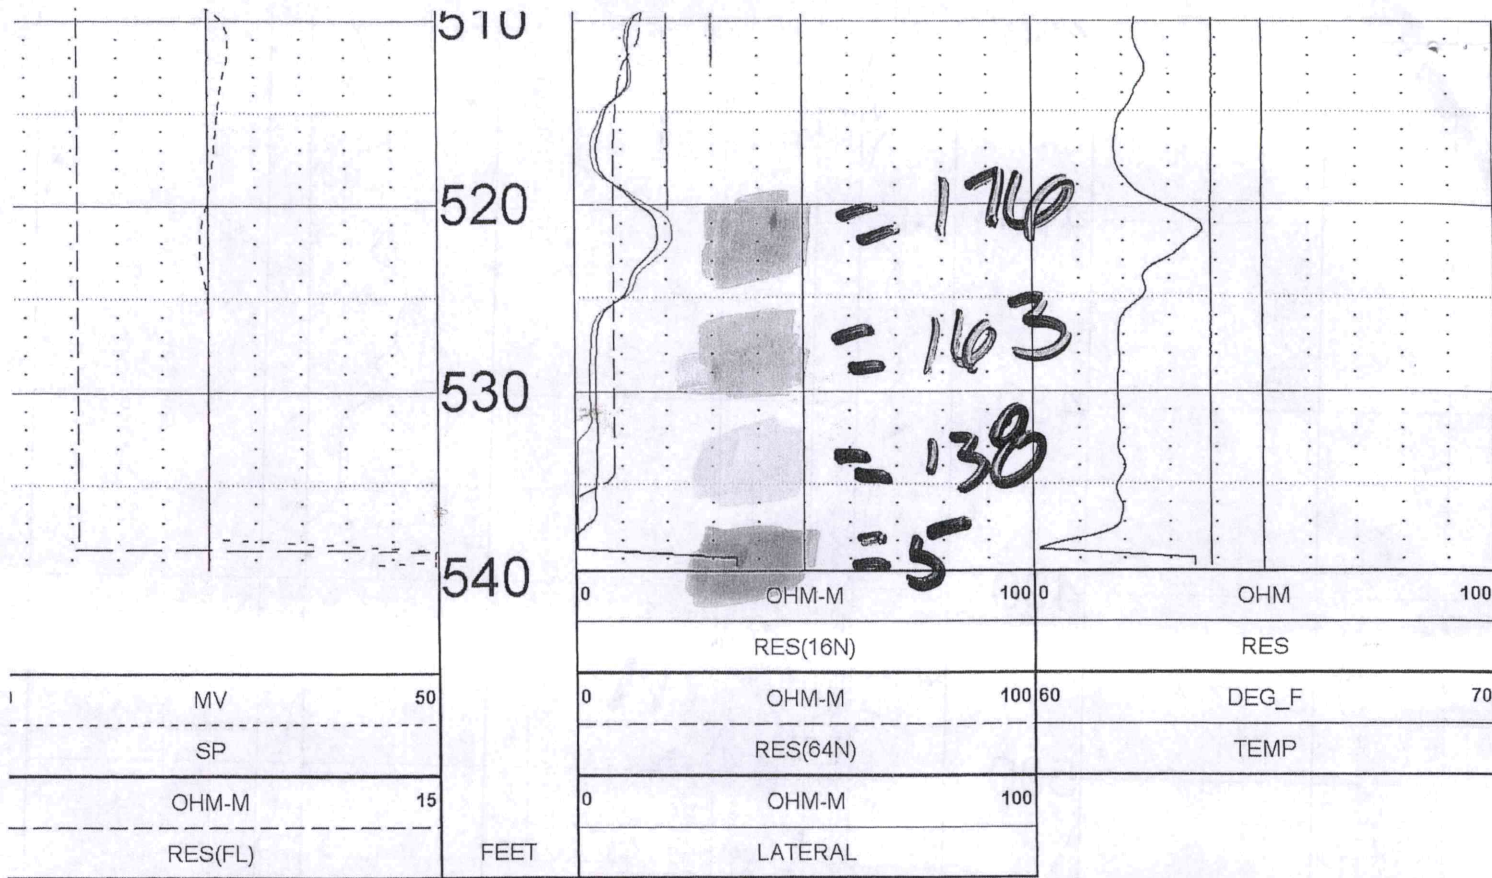 510
520 = 176
= 163
530
= 138
= 5
540
0 OHM-M 100 0 OHM 100
RES(16N) RES
MV 50 0 OHM-M 100 60 DEG_F 70
SP RES(64N) TEMP
OHM-M 15 0 OHM-M 100
RES(FL) FEET LATERAL